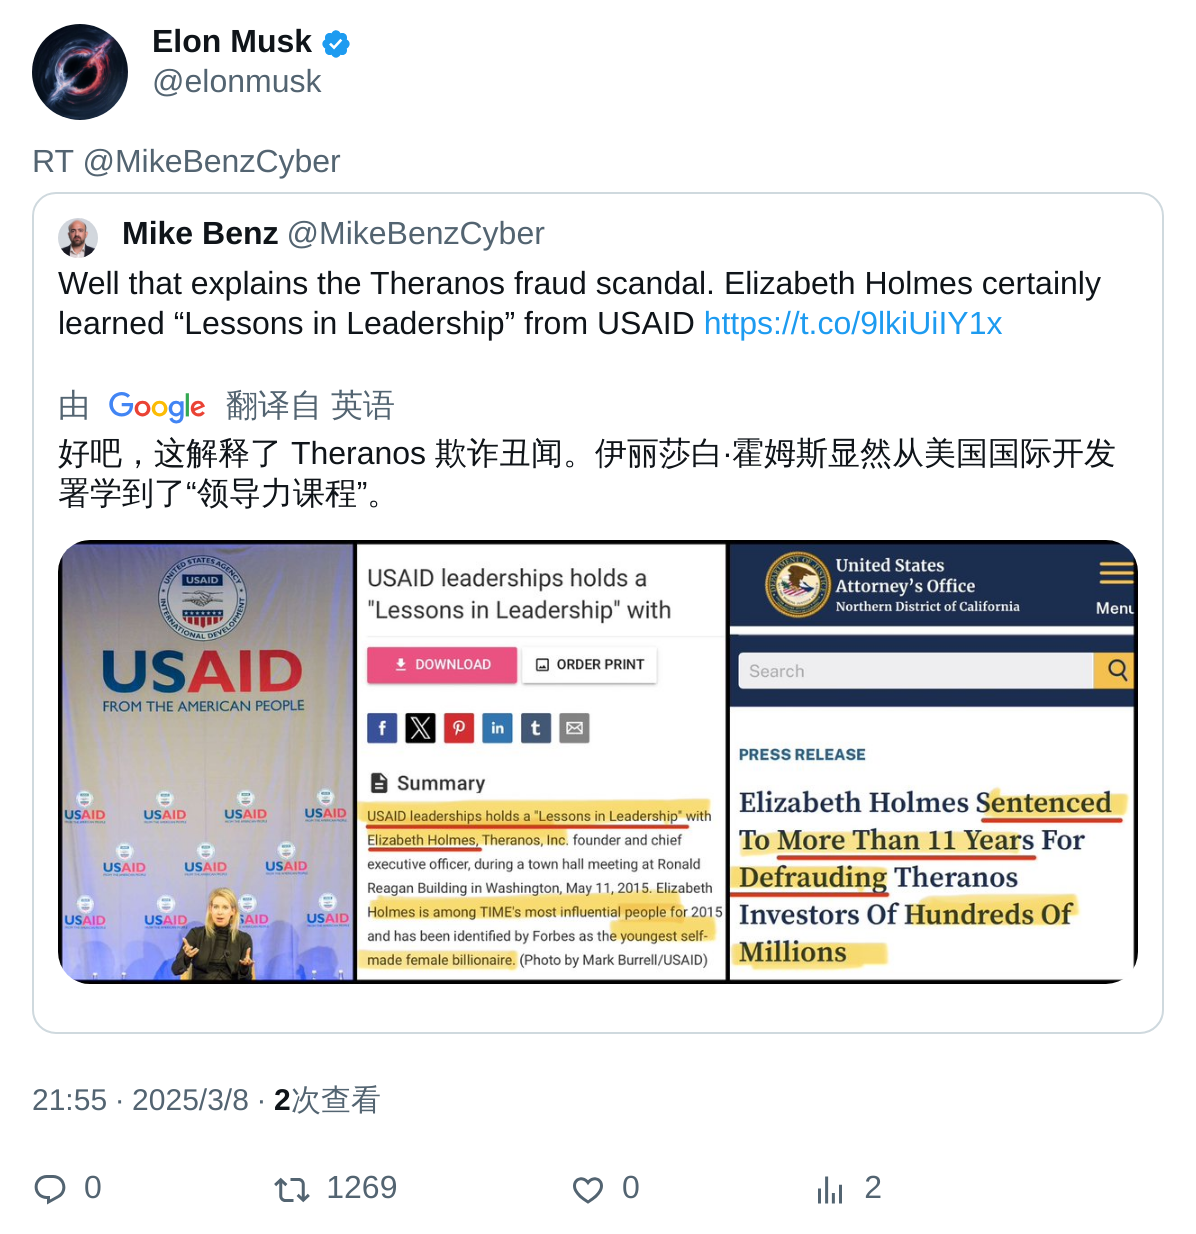 Elon Musk
@elonmusk
RT @MikeBenzCyber
Mike Benz @MikeBenzCyber
Well that explains the Theranos fraud scandal. Elizabeth Holmes certainly
learned “Lessons in Leadership” from USAID https://t.co/9lkiUiIY1x
由 Google 翻译自 英语
好吧，这解释了 Theranos 欺诈丑闻。伊丽莎白·霍姆斯显然从美国国际开发
署学到了“领导力课程”。
UNITED STATES AGENCY
USAID
INTERNATIONAL DEVELOPMENT
USAID
FROM THE AMERICAN PEOPLE
USAID USAID USAID USAID
USAID USAID USAID
USAID USAID SAID USAID
USAID leaderships holds a
"Lessons in Leadership" with
DOWNLOAD ORDER PRINT
Summary
USAID leaderships holds a "Lessons in Leadership" with
Elizabeth Holmes, Theranos, Inc. founder and chief
executive officer, during a town hall meeting at Ronald
Reagan Building in Washington, May 11, 2015. Elizabeth
Holmes is among TIME's most influential people for 2015
and has been identified by Forbes as the youngest self-
made female billionaire. (Photo by Mark Burrell/USAID)
United States
Attorney’s Office
Northern District of California
Menu
Search
PRESS RELEASE
Elizabeth Holmes Sentenced
To More Than 11 Years For
Defrauding Theranos
Investors Of Hundreds Of
Millions
21:55 · 2025/3/8 · 2次查看
0 1269 0 2